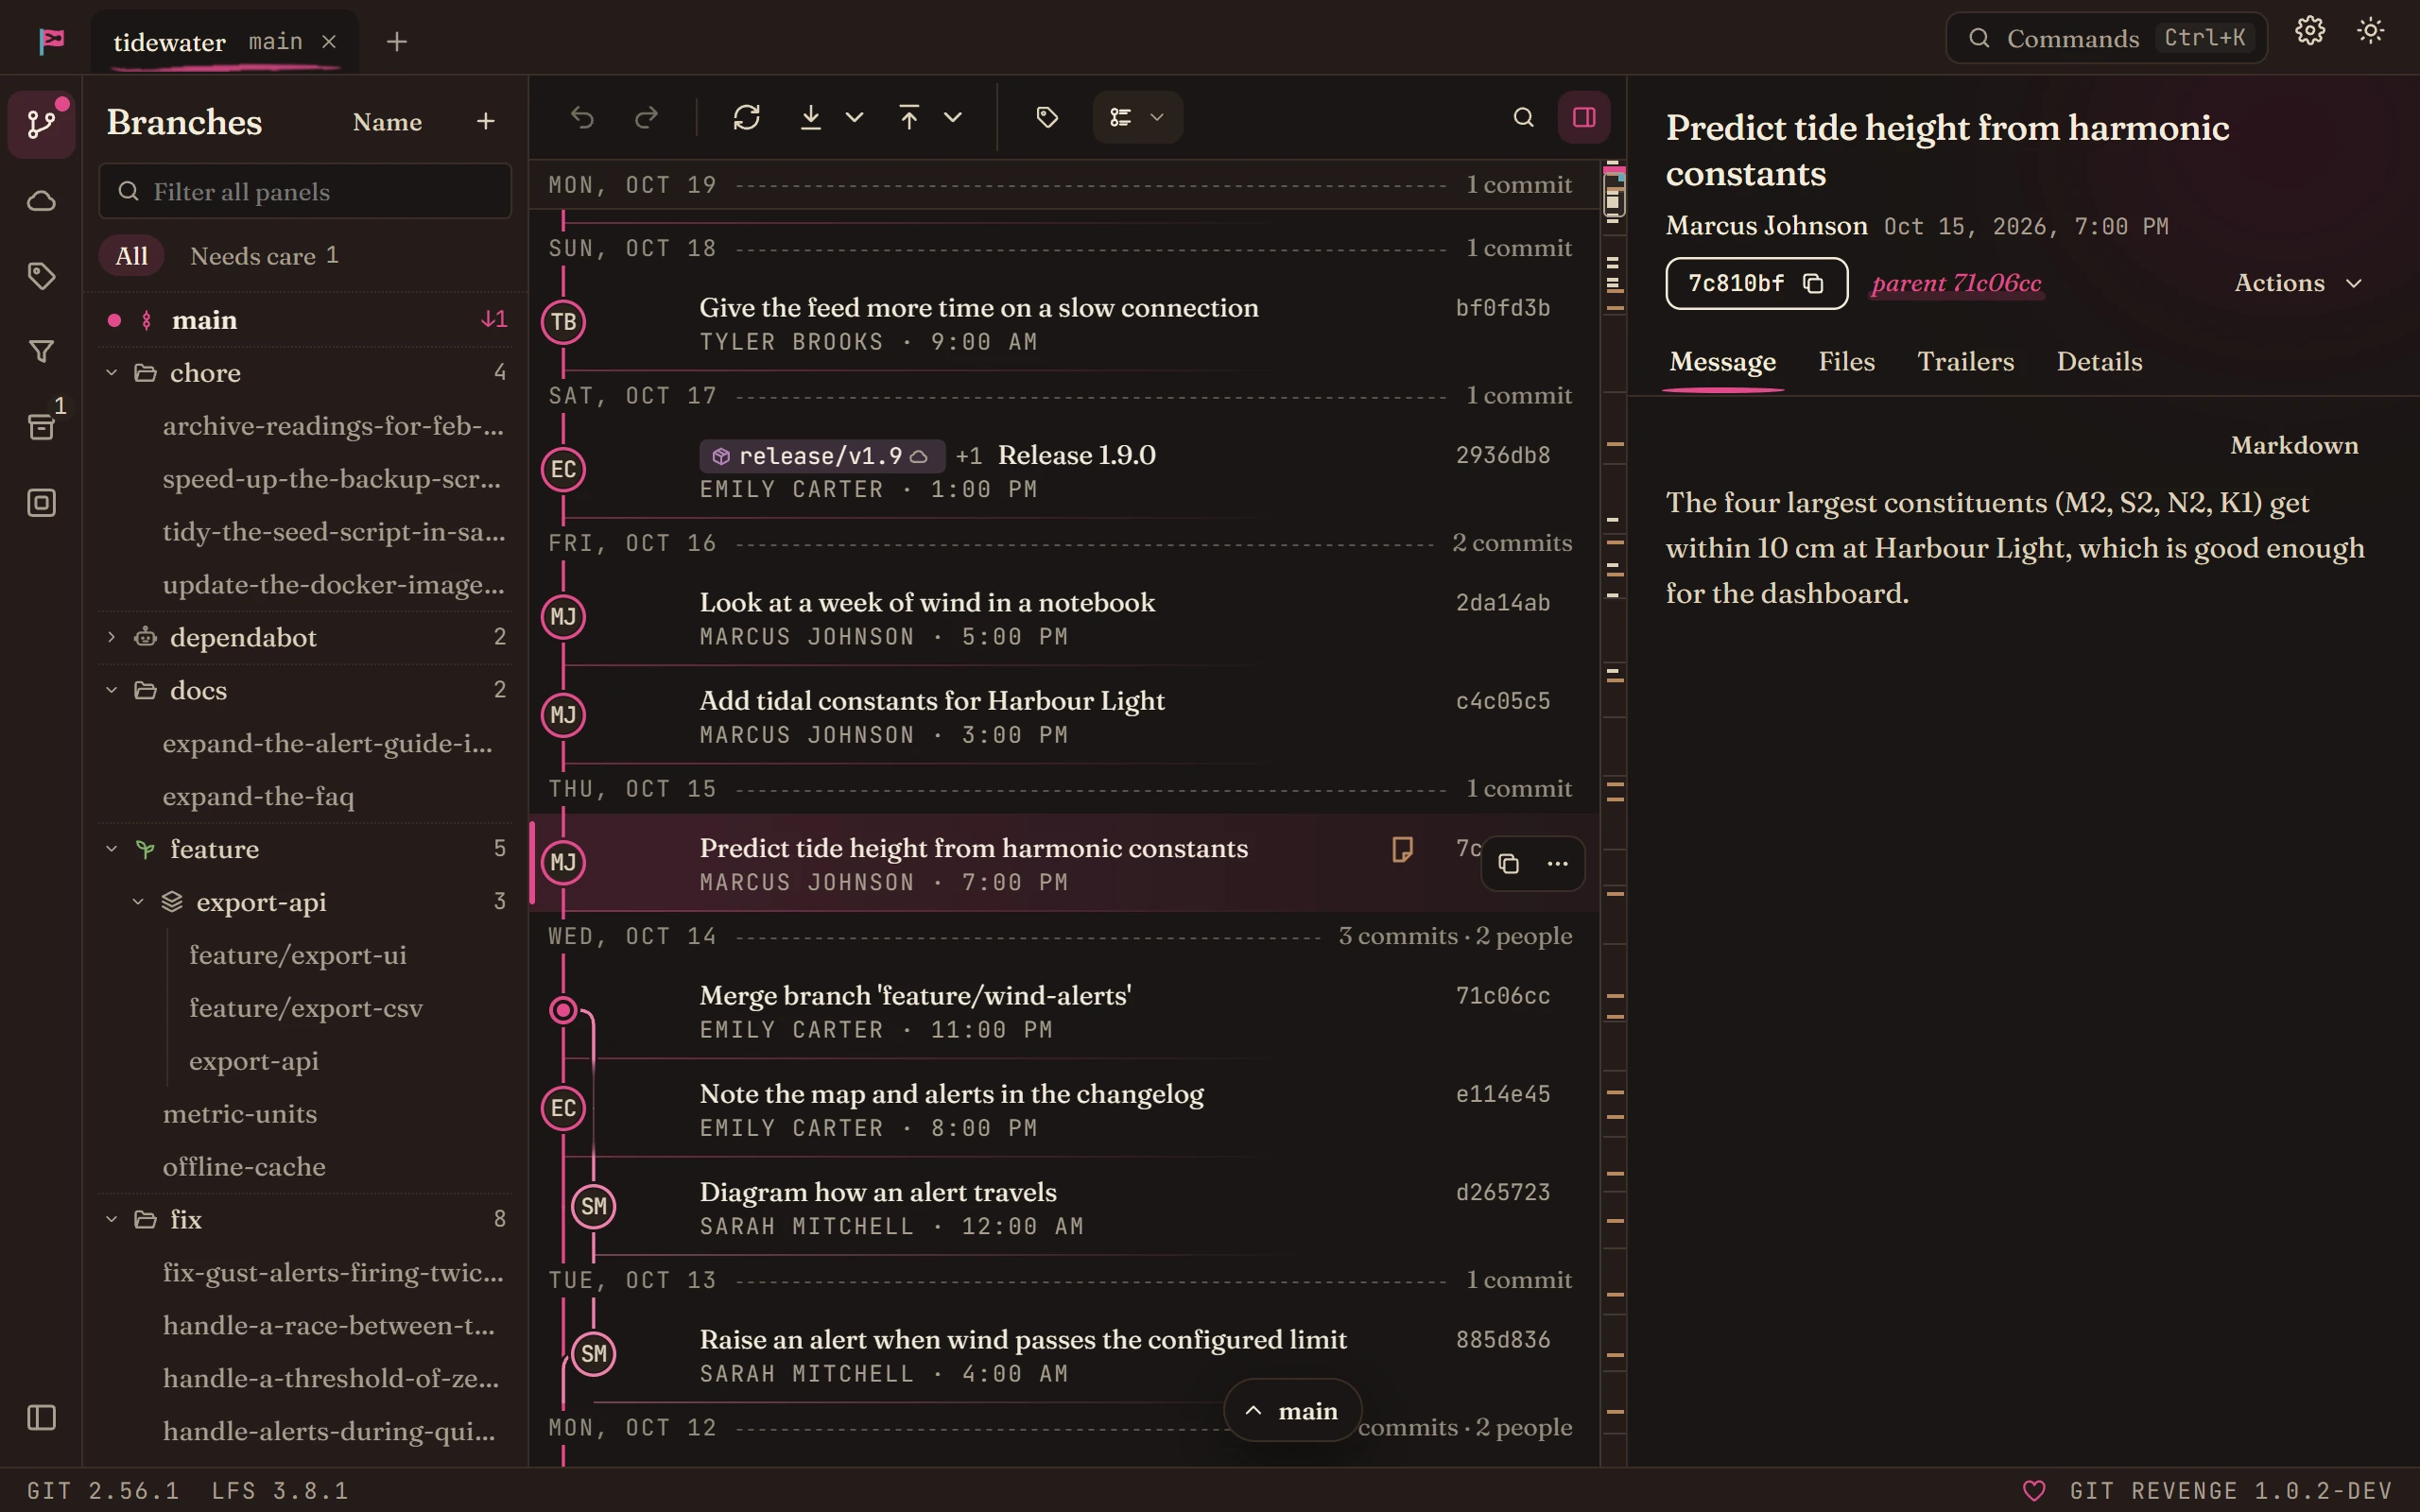 tidewater main
Commands Ctrl+K
Branches Name
Filter all panels
All Needs care 1
main ↓1
chore 4
archive-readings-for-feb-...
speed-up-the-backup-scr...
tidy-the-seed-script-in-sa...
update-the-docker-image...
dependabot 2
docs 2
expand-the-alert-guide-i...
expand-the-faq
feature 5
export-api 3
feature/export-ui
feature/export-csv
export-api
metric-units
offline-cache
fix 8
fix-gust-alerts-firing-twic...
handle-a-race-between-t...
handle-a-threshold-of-ze...
handle-alerts-during-qui...
1
MON, OCT 19 1 commit
SUN, OCT 18 1 commit
TB Give the feed more time on a slow connection bf0fd3b
TYLER BROOKS · 9:00 AM
SAT, OCT 17 1 commit
EC release/v1.9 +1 Release 1.9.0 2936db8
EMILY CARTER · 1:00 PM
FRI, OCT 16 2 commits
MJ Look at a week of wind in a notebook 2da14ab
MARCUS JOHNSON · 5:00 PM
MJ Add tidal constants for Harbour Light c4c05c5
MARCUS JOHNSON · 3:00 PM
THU, OCT 15 1 commit
MJ Predict tide height from harmonic constants 7c
MARCUS JOHNSON · 7:00 PM
WED, OCT 14 3 commits · 2 people
Merge branch 'feature/wind-alerts' 71c06cc
EMILY CARTER · 11:00 PM
EC Note the map and alerts in the changelog e114e45
EMILY CARTER · 8:00 PM
SM Diagram how an alert travels d265723
SARAH MITCHELL · 12:00 AM
TUE, OCT 13 1 commit
SM Raise an alert when wind passes the configured limit 885d836
SARAH MITCHELL · 4:00 AM
main
MON, OCT 12 commits · 2 people
Predict tide height from harmonic
constants
Marcus Johnson Oct 15, 2026, 7:00 PM
7c810bf parent 71c06cc Actions
Message Files Trailers Details
Markdown
The four largest constituents (M2, S2, N2, K1) get
within 10 cm at Harbour Light, which is good enough
for the dashboard.
GIT 2.56.1 LFS 3.8.1
GIT REVENGE 1.0.2-DEV